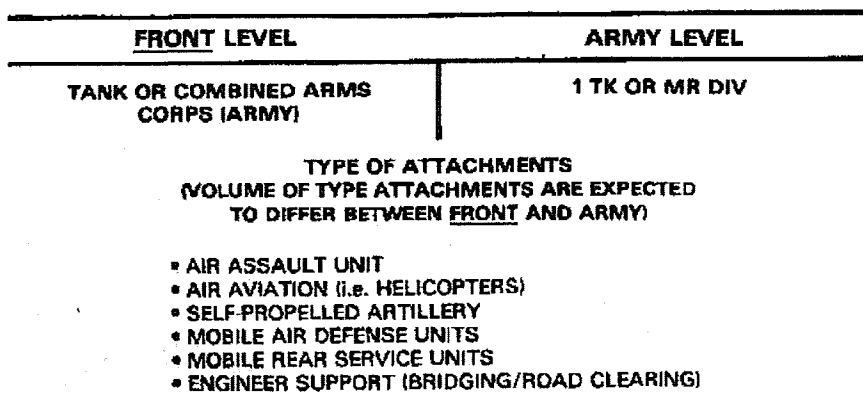 FRONT LEVEL ARMY LEVEL
TANK OR COMBINED ARMS 1 TK OR MR DIV
CORPS (ARMY)
TYPE OF ATTACHMENTS
(VOLUME OF TYPE ATTACHMENTS ARE EXPECTED
TO DIFFER BETWEEN FRONT AND ARMY)
• AIR ASSAULT UNIT
• AIR AVIATION (i.e. HELICOPTERS)
• SELF-PROPELLED ARTILLERY
• MOBILE AIR DEFENSE UNITS
• MOBILE REAR SERVICE UNITS
• ENGINEER SUPPORT (BRIDGING/ROAD CLEARING)